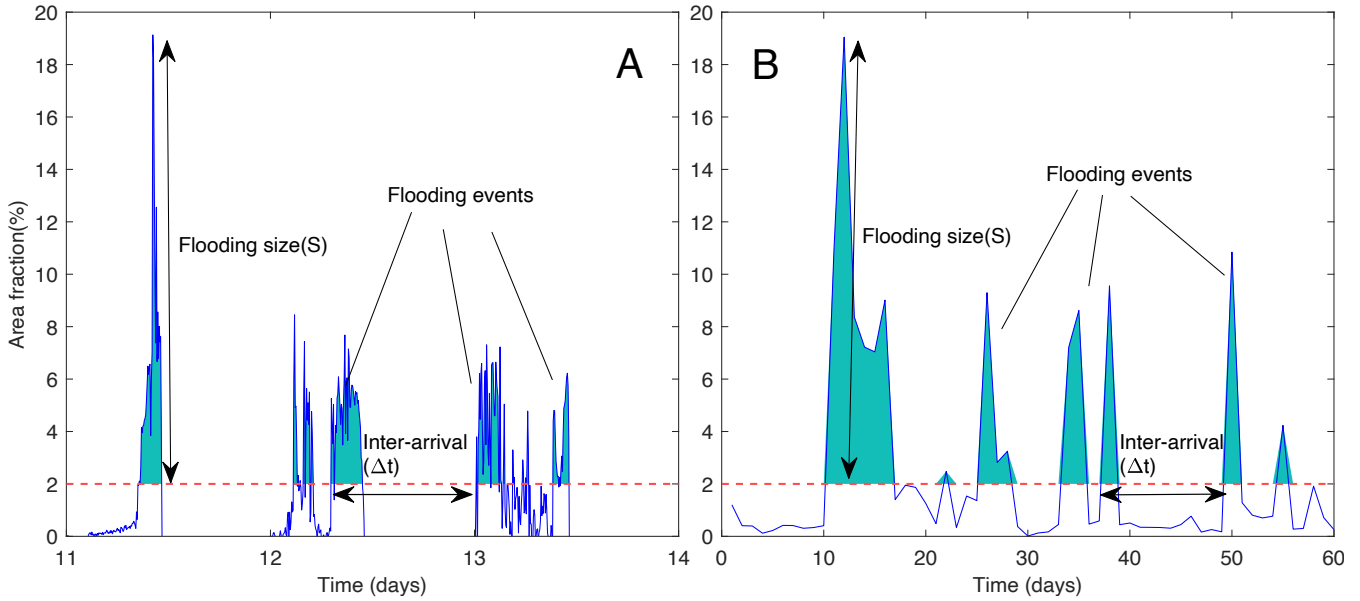 A
Flooding events
Flooding size(S)
Inter-arrival
(Δt)
Area fraction(%)
20
18
16
14
12
10
8
6
4
2
0
11
12
13
14
Time (days)
B
Flooding events
Flooding size(S)
Inter-arrival
(Δt)
20
18
16
14
12
10
8
6
4
2
0
0
10
20
30
40
50
60
Time (days)